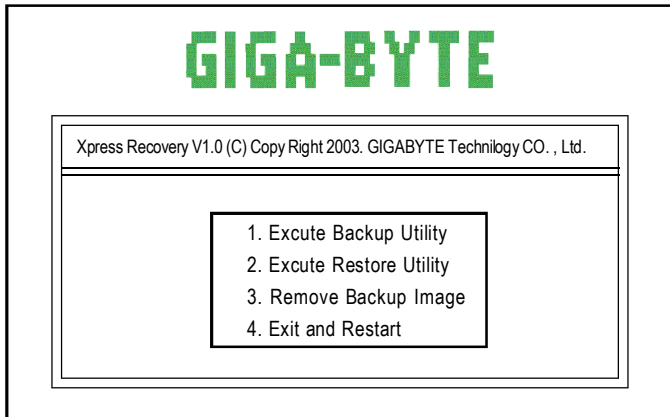 GIGA-BYTE
Xpress Recovery V1.0 (C) Copy Right 2003. GIGABYTE Technilogy CO. , Ltd.
1. Excute Backup Utility
2. Excute Restore Utility
3. Remove Backup Image
4. Exit and Restart